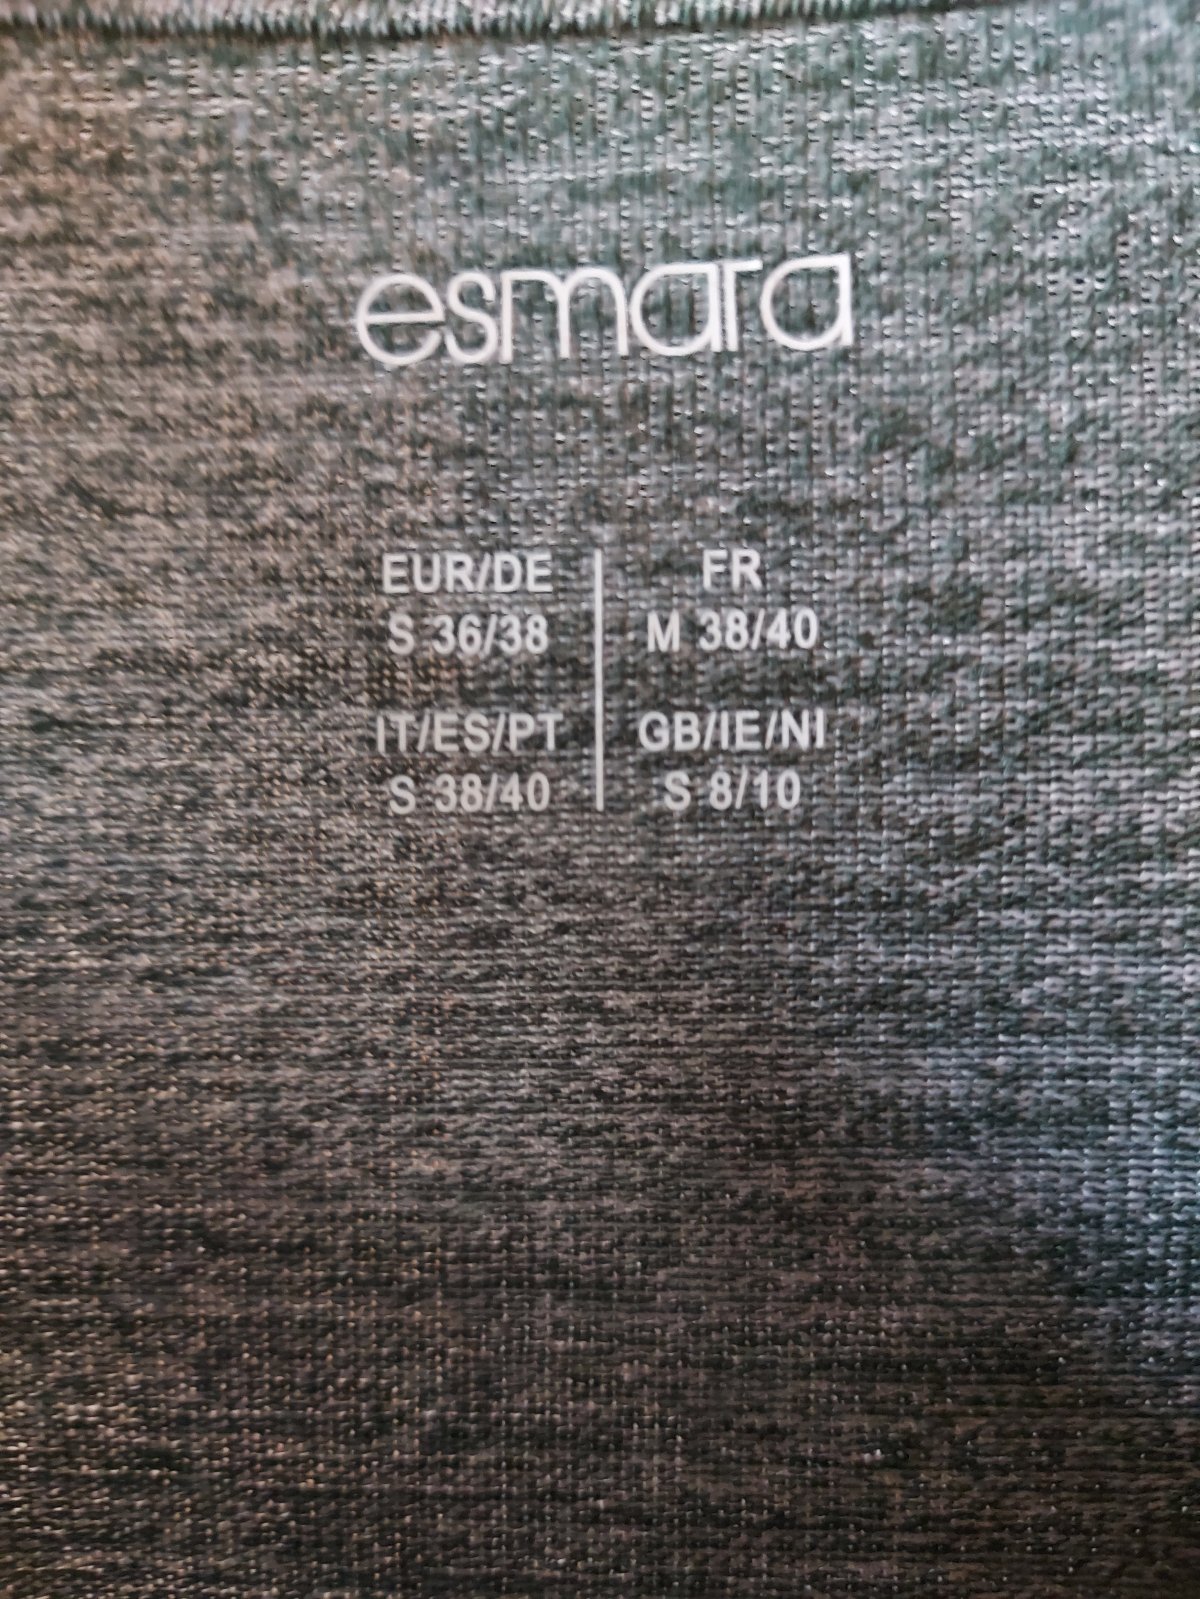 esmara
EUR/DE
S 36/38
FR
M 38/40
IT/ES/PT
S 38/40
GB/IE/NI
S 8/10